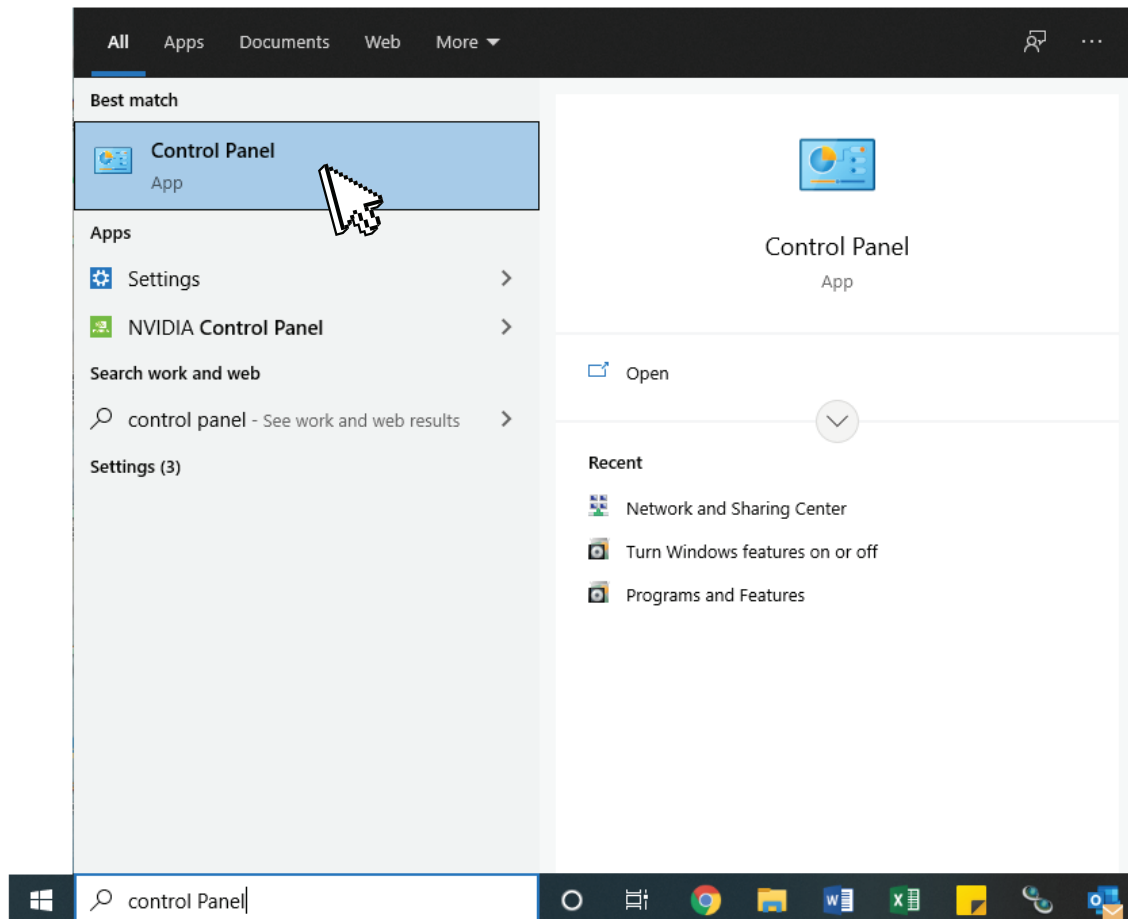 All Apps Documents Web More
Best match
Control Panel
App
Apps
Settings
NVIDIA Control Panel
Search work and web
control panel - See work and web results
Settings (3)
Control Panel
App
Open
Recent
Network and Sharing Center
Turn Windows features on or off
Programs and Features
control Panel